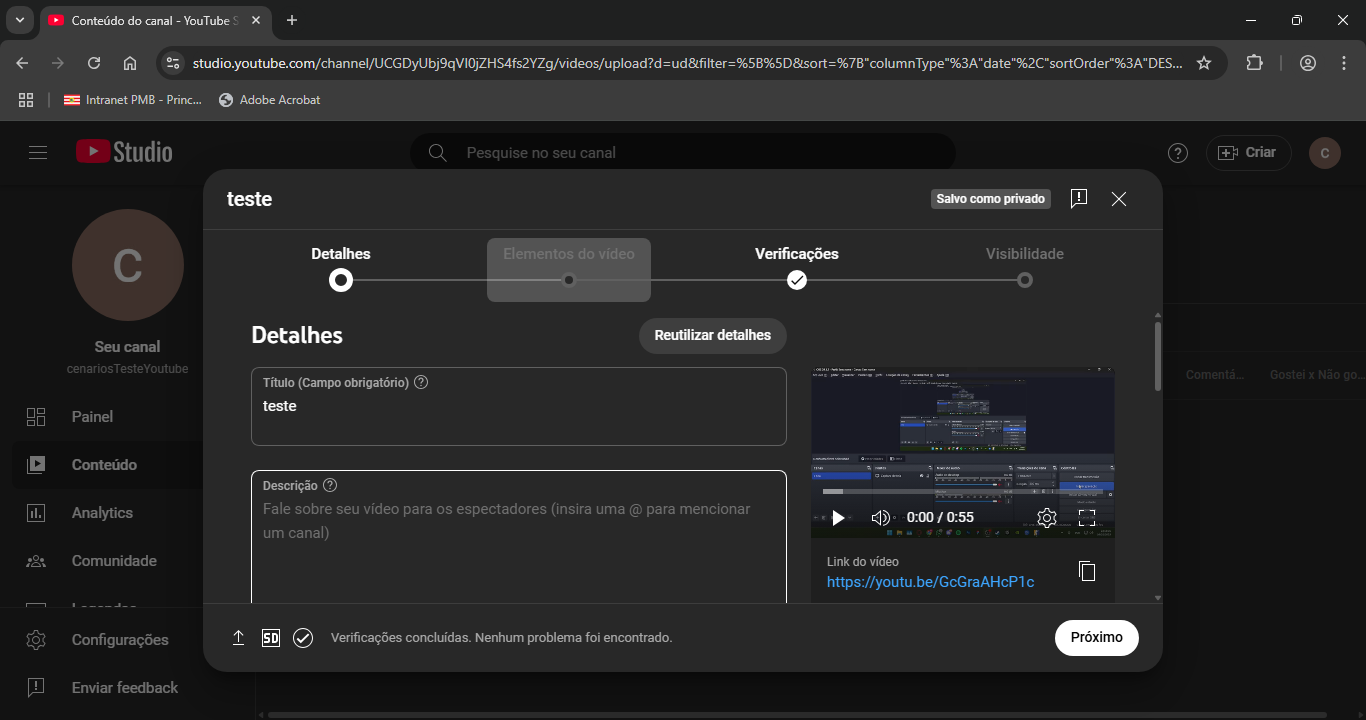 Conteúdo do canal - YouTube S
studio.youtube.com/channel/UCGDyUbj9qVI0jZHS4fs2YZg/videos/upload?d=ud&filter=%5B%5D&sort=%7B"columnType"%3A"date"%2C"sortOrder"%3A"DES...
Intranet PMB - Princ...
Adobe Acrobat
Studio
Pesquise no seu canal
Criar
C
teste
Salvo como privado
Detalhes
Elementos do vídeo
Verificações
Visibilidade
C
Seu canal
cenariosTesteYoutube
Painel
Conteúdo
Analytics
Comunidade
Configurações
Enviar feedback
Detalhes
Reutilizar detalhes
Título (Campo obrigatório)
teste
Descrição
Fale sobre seu vídeo para os espectadores (insira uma @ para mencionar
um canal)
0:00 / 0:55
Link do vídeo
https://youtu.be/GcGraAHcP1c
Comentá...
Gostei x Não go...
SD
Verificações concluídas. Nenhum problema foi encontrado.
Próximo